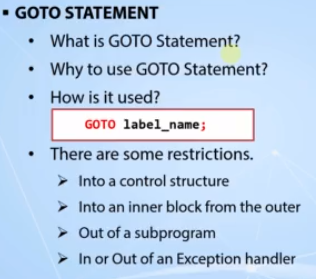 ▪ GOTO STATEMENT
• What is GOTO Statement?
• Why to use GOTO Statement?
• How is it used?
GOTO label_name;
• There are some restrictions.
➢ Into a control structure
➢ Into an inner block from the outer
➢ Out of a subprogram
➢ In or Out of an Exception handler